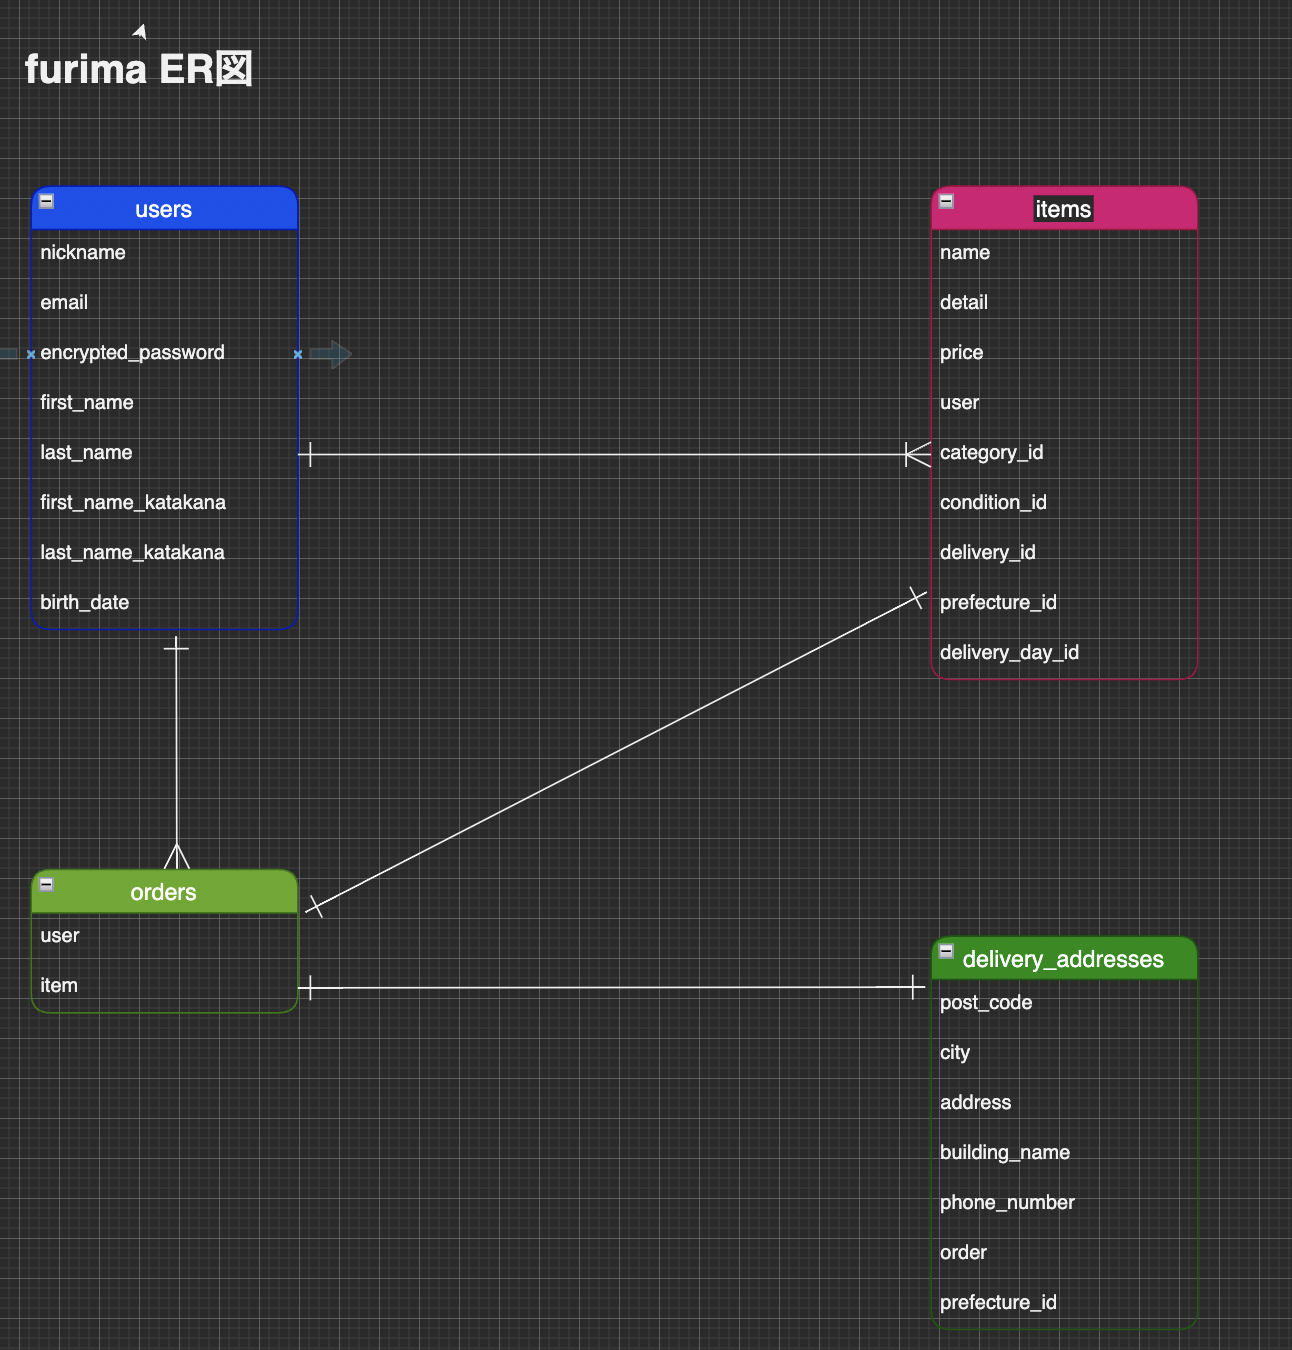 furima ER図
users
nickname
email
encrypted_password
first_name
last_name
first_name_katakana
last_name_katakana
birth_date
items
name
detail
price
user
category_id
condition_id
delivery_id
prefecture_id
delivery_day_id
orders
user
item
delivery_addresses
post_code
city
address
building_name
phone_number
order
prefecture_id